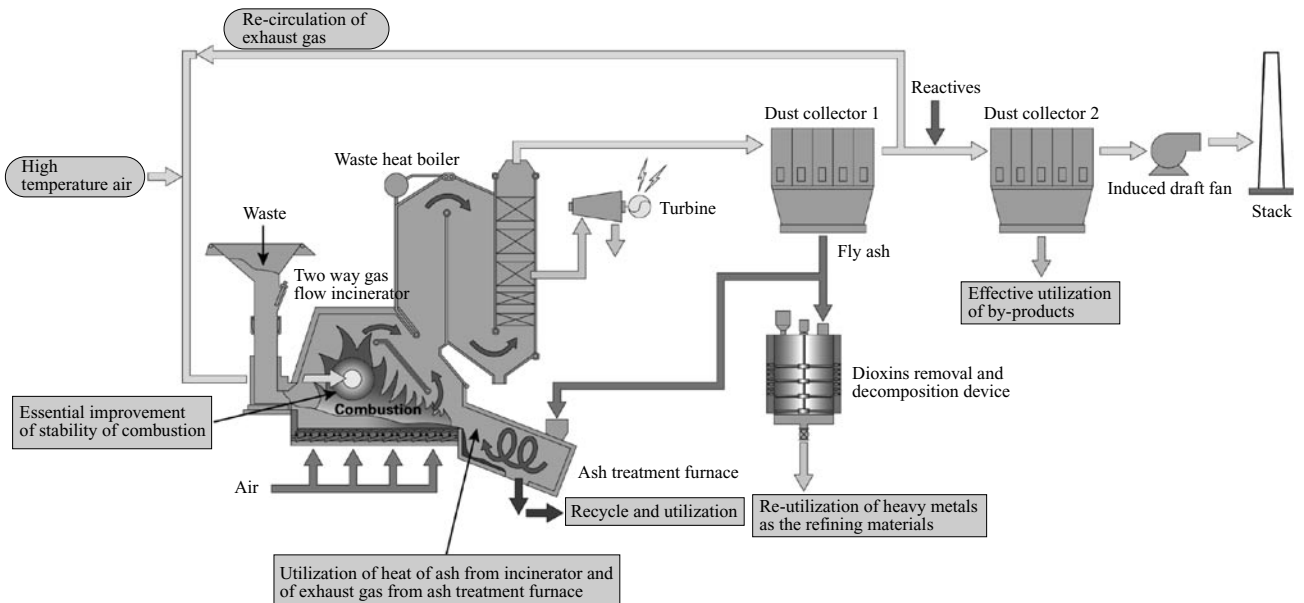 Re-circulation of
exhaust gas
Reactives
Dust collector 1
Dust collector 2
High
temperature air
Waste heat boiler
Induced draft fan
Turbine
Stack
Waste
Fly ash
Two way gas
flow incinerator
Effective utilization
of by-products
Dioxins removal and
decomposition device
Essential improvement
of stability of combustion
Combustion
Ash treatment furnace
Air
Recycle and utilization
Re-utilization of heavy metals
as the refining materials
Utilization of heat of ash from incinerator and
of exhaust gas from ash treatment furnace